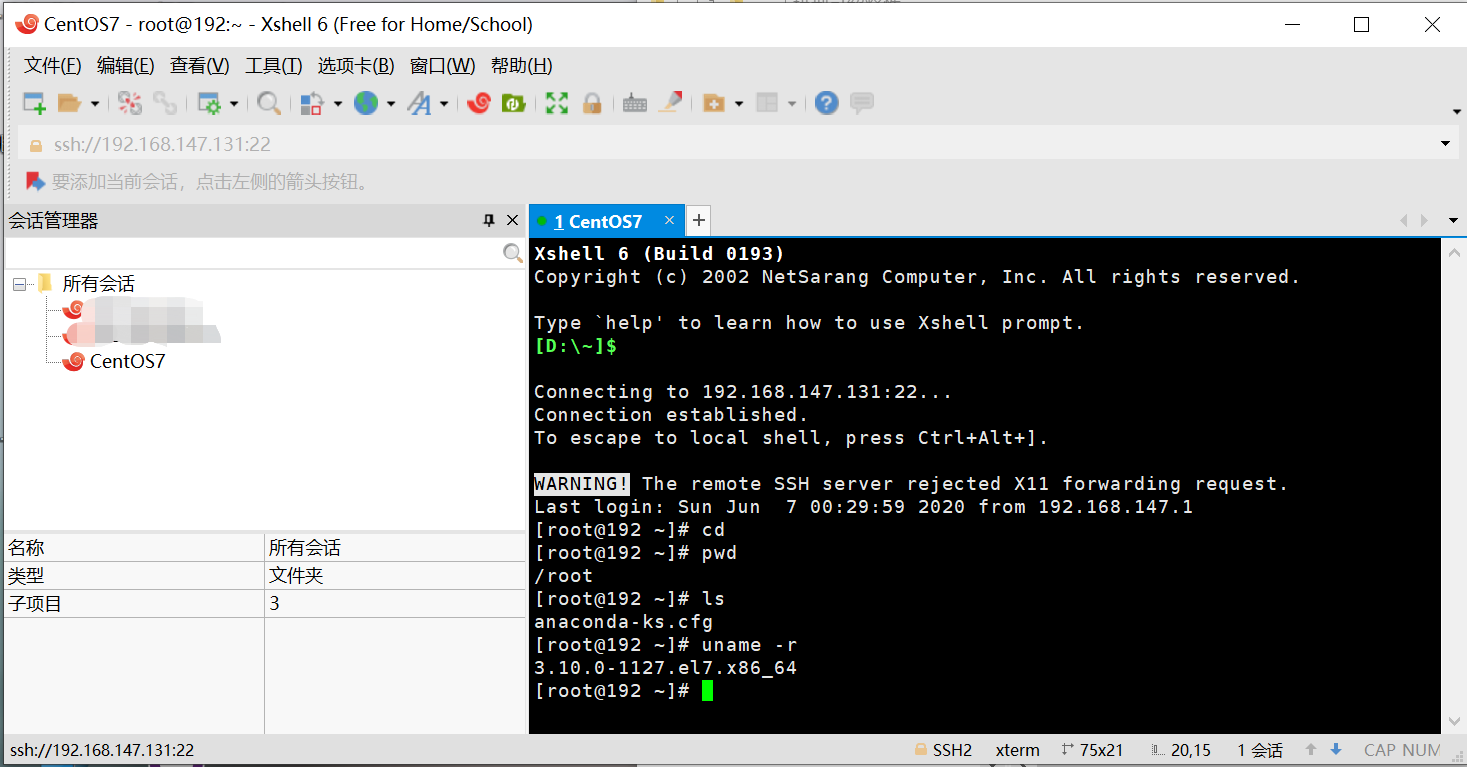 CentOS7 - root@192:~ - Xshell 6 (Free for Home/School)
文件(F) 编辑(E) 查看(V) 工具(T) 选项卡(B) 窗口(W) 帮助(H)
ssh://192.168.147.131:22
要添加当前会话，点击左侧的箭头按钮。
会话管理器
所有会话
CentOS7
名称 所有会话
类型 文件夹
子项目 3
1 CentOS7
Xshell 6 (Build 0193)
Copyright (c) 2002 NetSarang Computer, Inc. All rights reserved.
Type `help' to learn how to use Xshell prompt.
[D:\~]$
Connecting to 192.168.147.131:22...
Connection established.
To escape to local shell, press Ctrl+Alt+].
WARNING! The remote SSH server rejected X11 forwarding request.
Last login: Sun Jun  7 00:29:59 2020 from 192.168.147.1
[root@192 ~]# cd
[root@192 ~]# pwd
/root
[root@192 ~]# ls
anaconda-ks.cfg
[root@192 ~]# uname -r
3.10.0-1127.el7.x86_64
[root@192 ~]#
ssh://192.168.147.131:22 SSH2 xterm 75x21 20,15 1 会话 CAP NUM